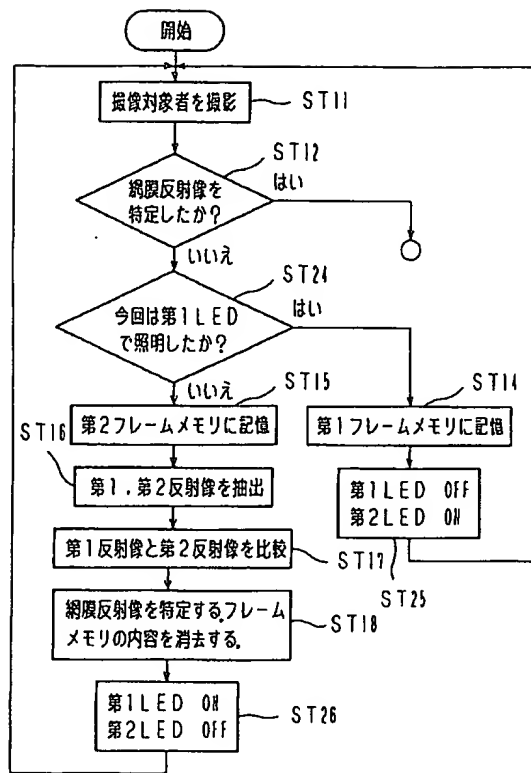 開始
撮像対象者を撮影
ST11
ST12
網膜反射像を
特定したか?
はい
いいえ
ST24
今回は第1LED
で照明したか?
はい
いいえ
ST15
第2フレームメモリに記憶
ST14
第1フレームメモリに記憶
ST16
第1,第2反射像を抽出
第1LED OFF
第2LED ON
ST25
第1反射像と第2反射像を比較
ST17
網膜反射像を特定する。フレーム
メモリの内容を消去する。
ST18
第1LED ON
第2LED OFF
ST26